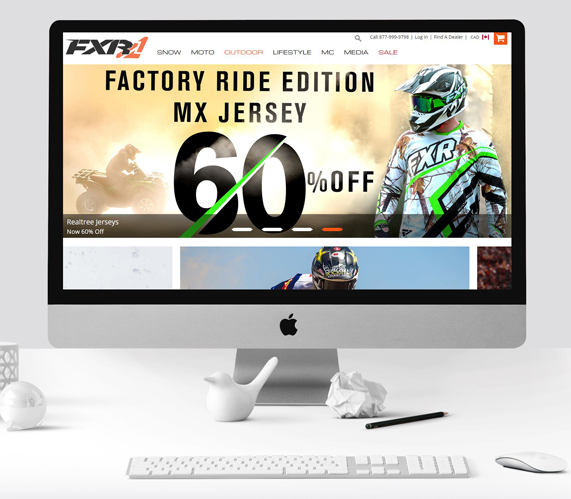 FXR
Call 877-999-9798 | Log in | Find A Dealer | CAD
SNOW MOTO OUTDOOR LIFESTYLE MC MEDIA SALE
FACTORY RIDE EDITION
MX JERSEY
60%OFF
FXR
Realtree Jerseys
Now 60% Off